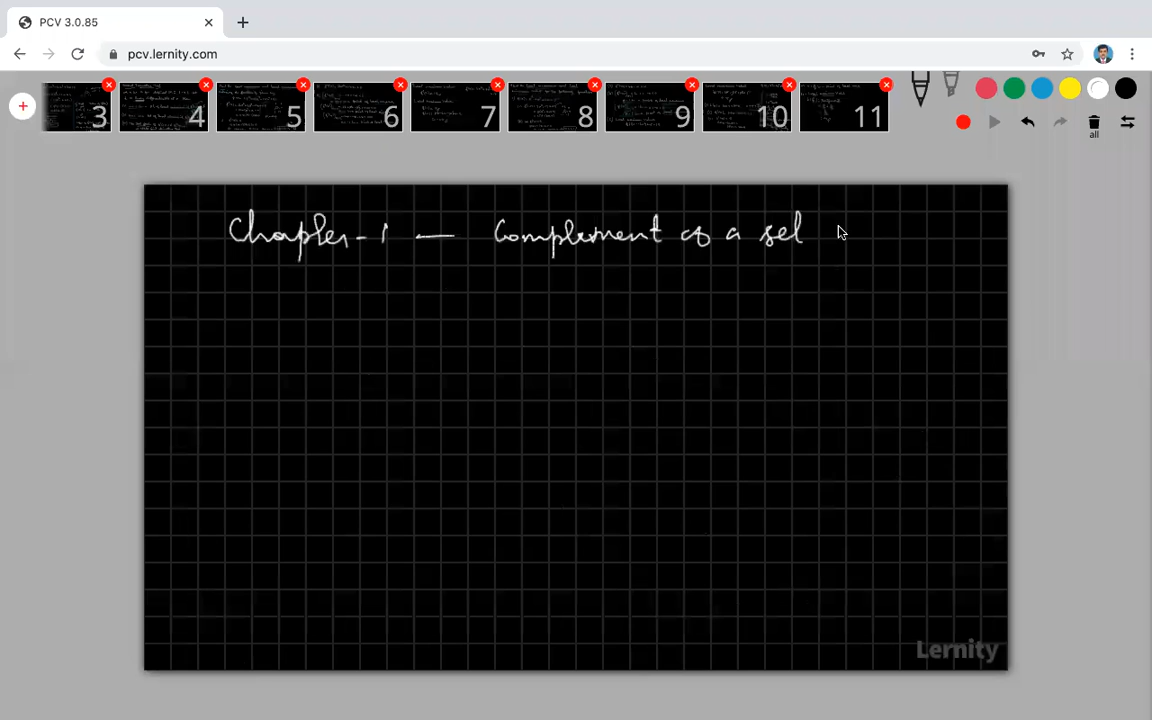 PCV 3.0.85
pcv.lernity.com
3 4 5 6 7 8 9 10 11
all
Chapter-1 — Complement of a set
Lernity